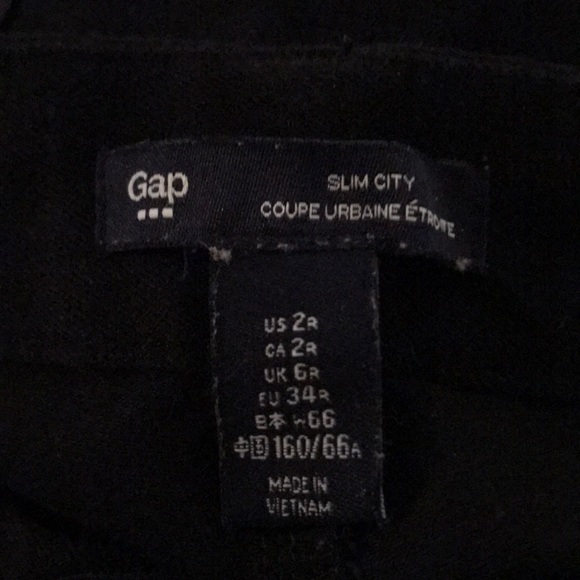 Gap
SLIM CITY
COUPE URBAINE ÉTROITE
US 2R
CA 2R
UK 6R
EU 34R
日本 W66
中国 160/66A
MADE IN
VIETNAM